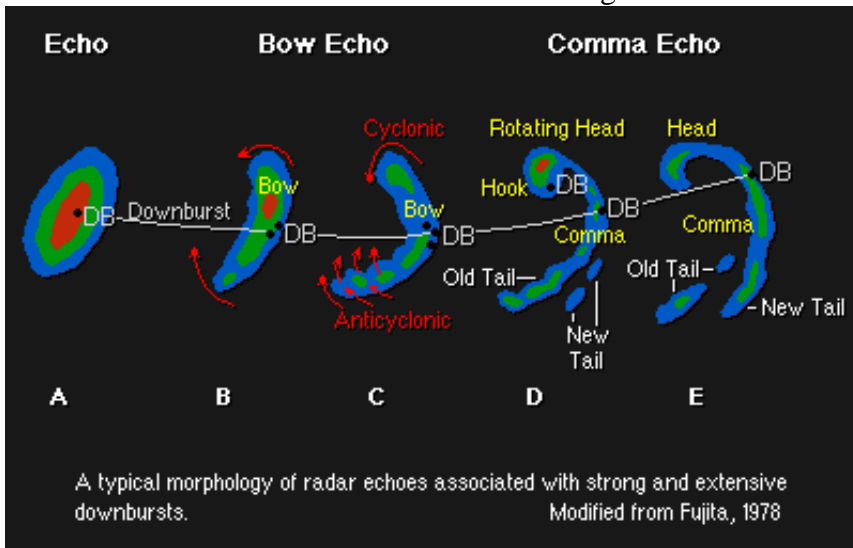 Echo
Bow Echo
Comma Echo
Cyclonic
Rotating Head
Head
DB
Bow
Hook
DB
DB Downburst
Bow
DB
DB
DB
DB
Comma
Comma
Old Tail
Old Tail
Anticyclonic
New
Tail
New Tail
A
B
C
D
E
A typical morphology of radar echoes associated with strong and extensive
downbursts.
Modified from Fujita, 1978